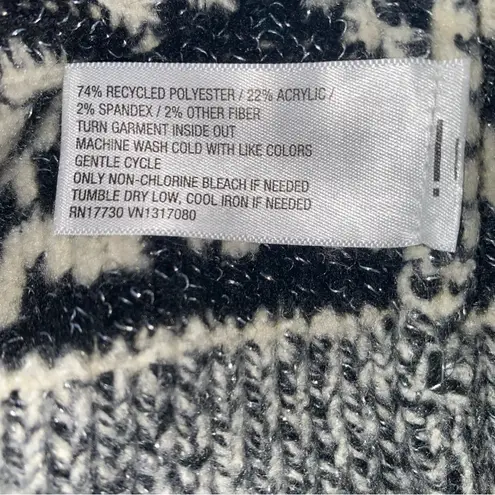 74% RECYCLED POLYESTER / 22% ACRYLIC /
2% SPANDEX / 2% OTHER FIBER
TURN GARMENT INSIDE OUT
MACHINE WASH COLD WITH LIKE COLORS
GENTLE CYCLE
ONLY NON-CHLORINE BLEACH IF NEEDED
TUMBLE DRY LOW, COOL IRON IF NEEDED
RN17730 VN1317080